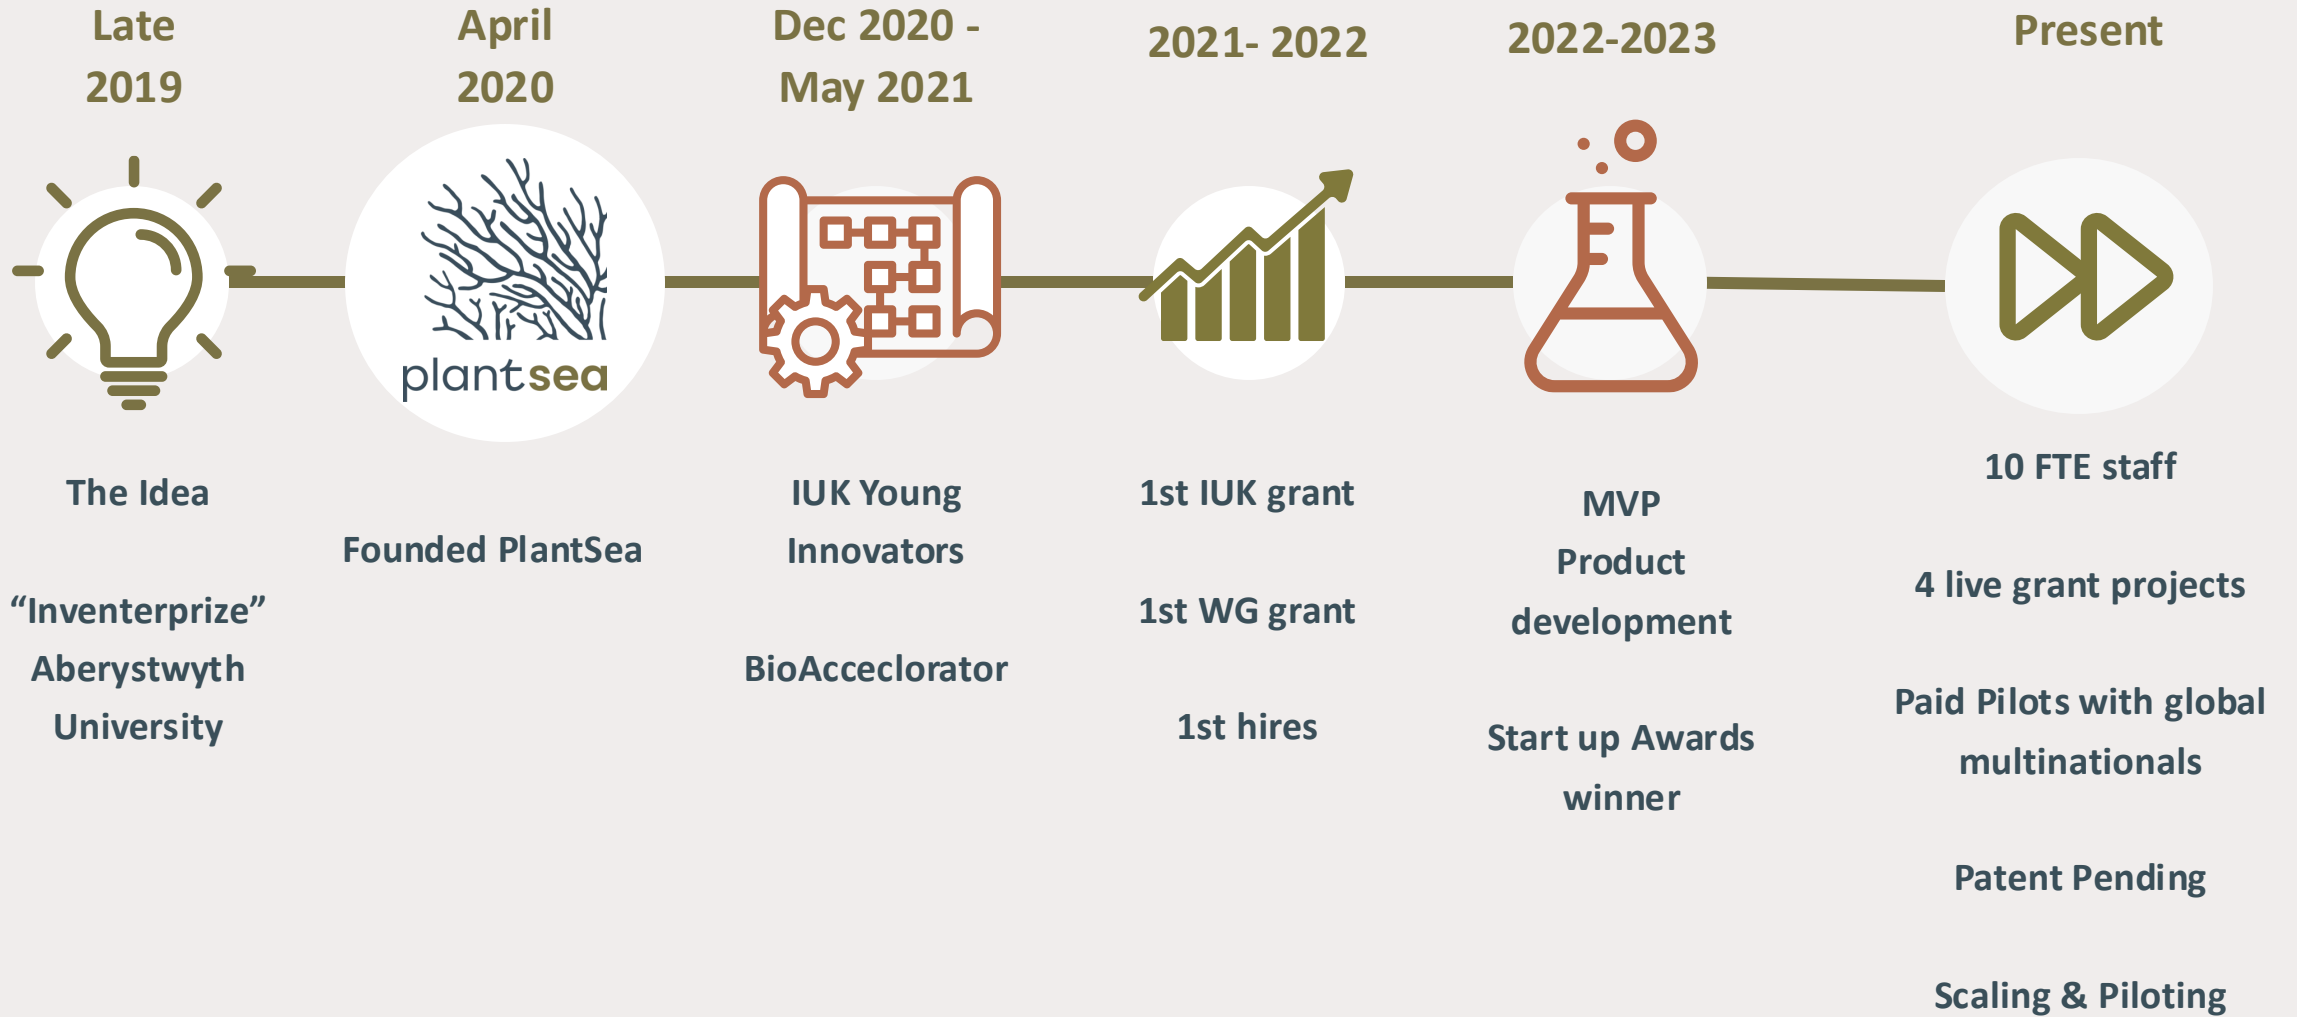 Late
2019
The Idea
“Inventerprize”
Aberystwyth
University
April
2020
plantsea
Founded PlantSea
Dec 2020 -
May 2021
IUK Young
Innovators
BioAcceclorator
2021- 2022
1st IUK grant
1st WG grant
1st hires
2022-2023
MVP
Product
development
Start up Awards
winner
Present
10 FTE staff
4 live grant projects
Paid Pilots with global
multinationals
Patent Pending
Scaling & Piloting